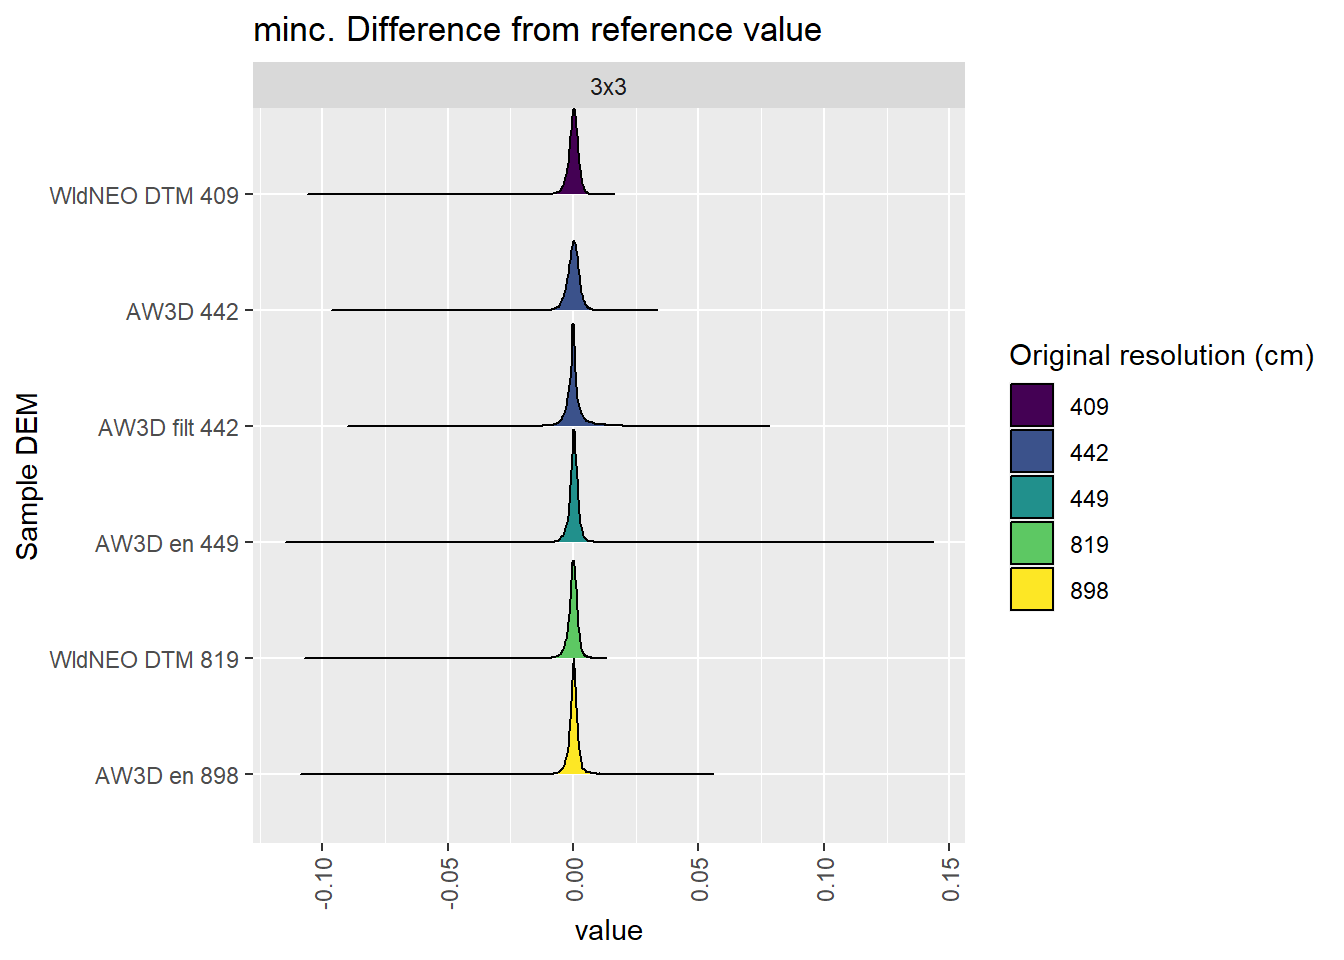 minc. Difference from reference value
3x3
WldNEO DTM 409
AW3D 442
AW3D filt 442
AW3D en 449
WldNEO DTM 819
AW3D en 898
Sample DEM
-0.10
-0.05
0.00
0.05
0.10
0.15
value
Original resolution (cm)
409
442
449
819
898